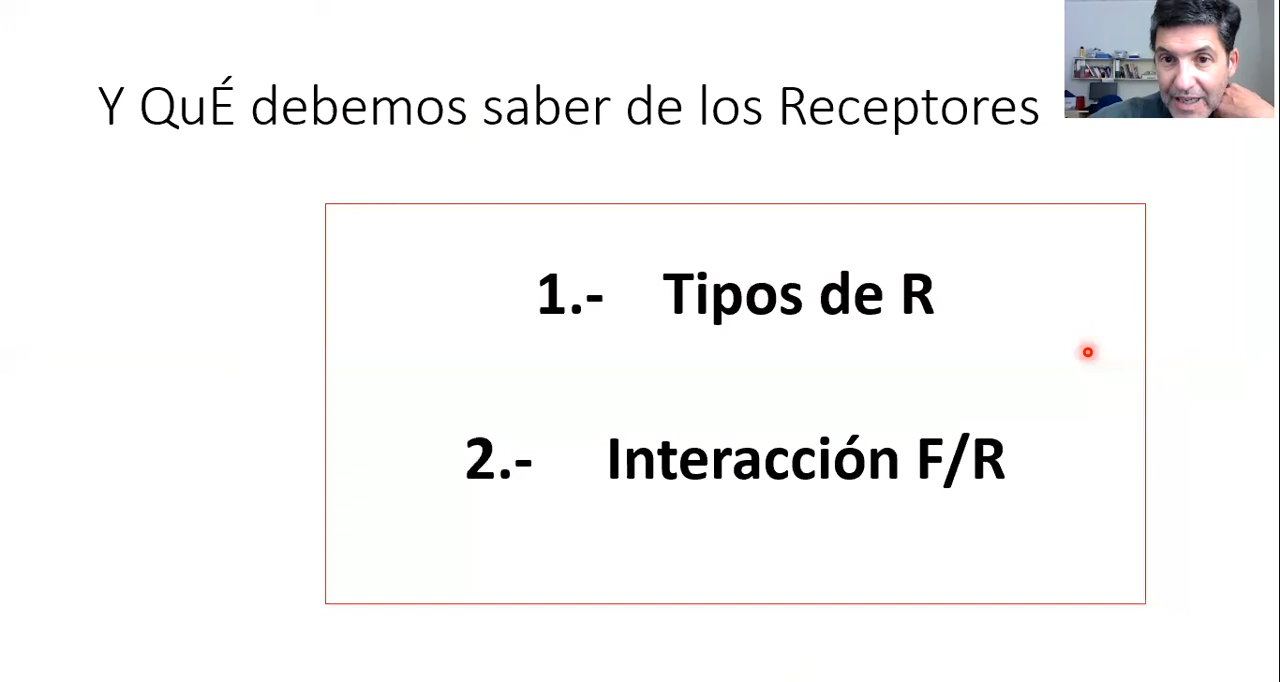 Y QuÉ debemos saber de los Receptores
1.- Tipos de R
2.- Interacción F/R